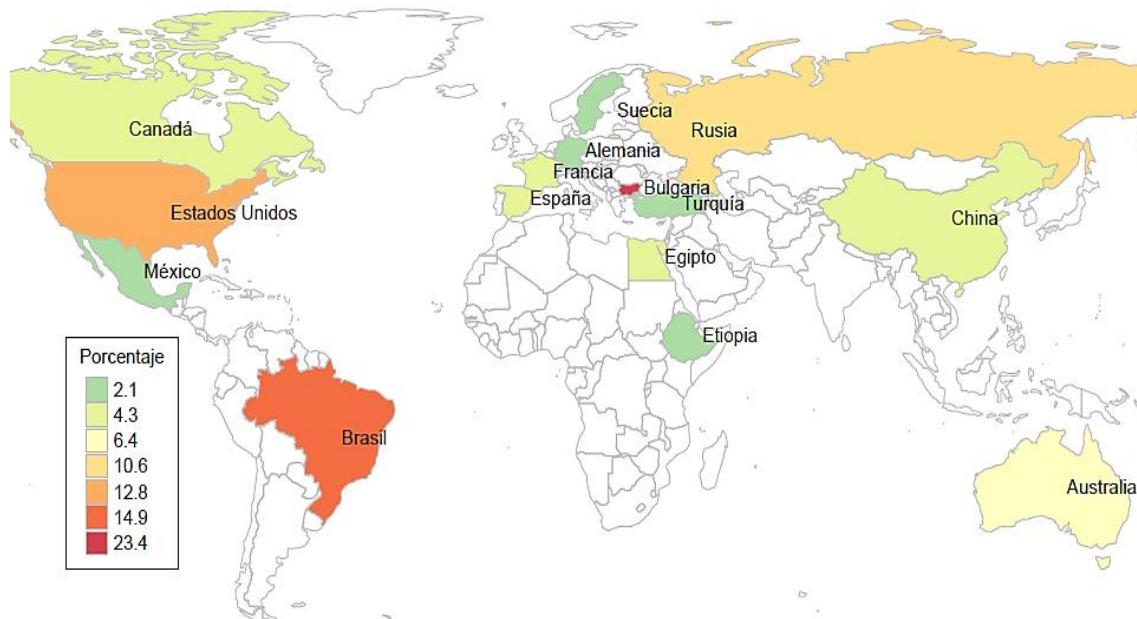 Canadá
Suecia
Rusia
Alemania
Francia
Bulgaria
España
Turquía
Estados Unidos
China
Egipto
México
Etiopia
Porcentaje
2.1
4.3
6.4
10.6
12.8
14.9
23.4
Brasil
Australia